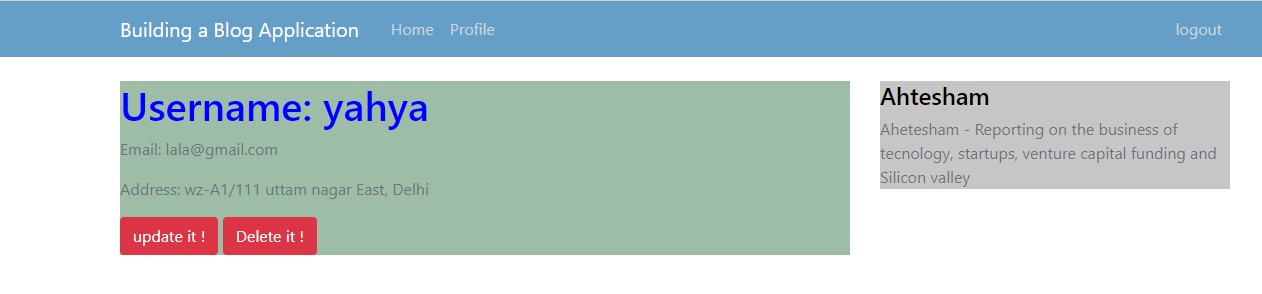 Building a Blog Application Home Profile logout
Username: yahya
Email: lala@gmail.com
Address: wz-A1/111 uttam nagar East, Delhi
update it ! Delete it !
Ahtesham
Ahetesham - Reporting on the business of
tecnology, startups, venture capital funding and
Silicon valley